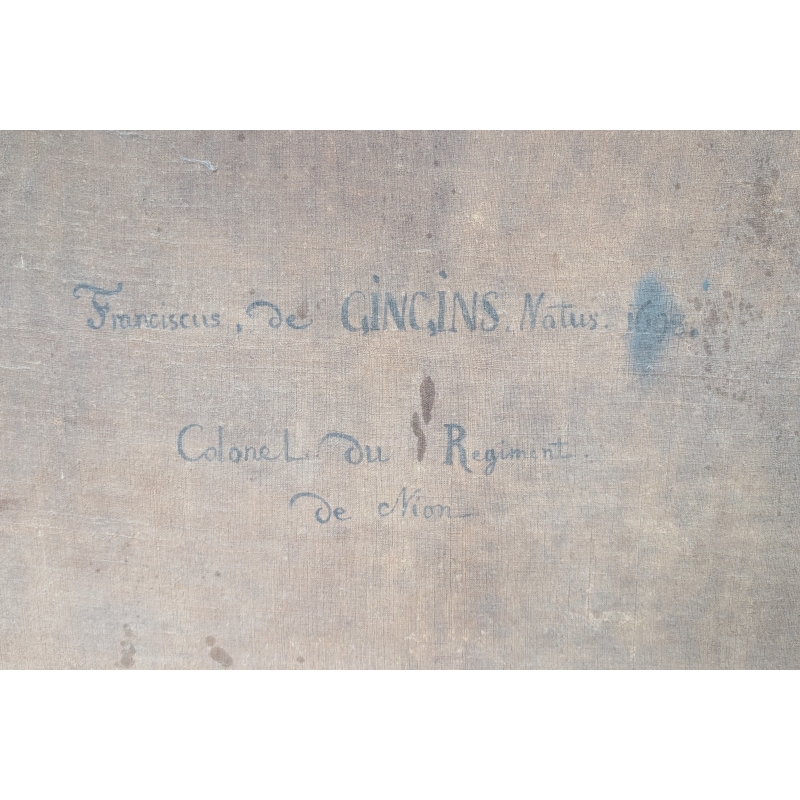 Franciscus, de GINGINS. Natus.
Colonel du Regiment.
de Nion